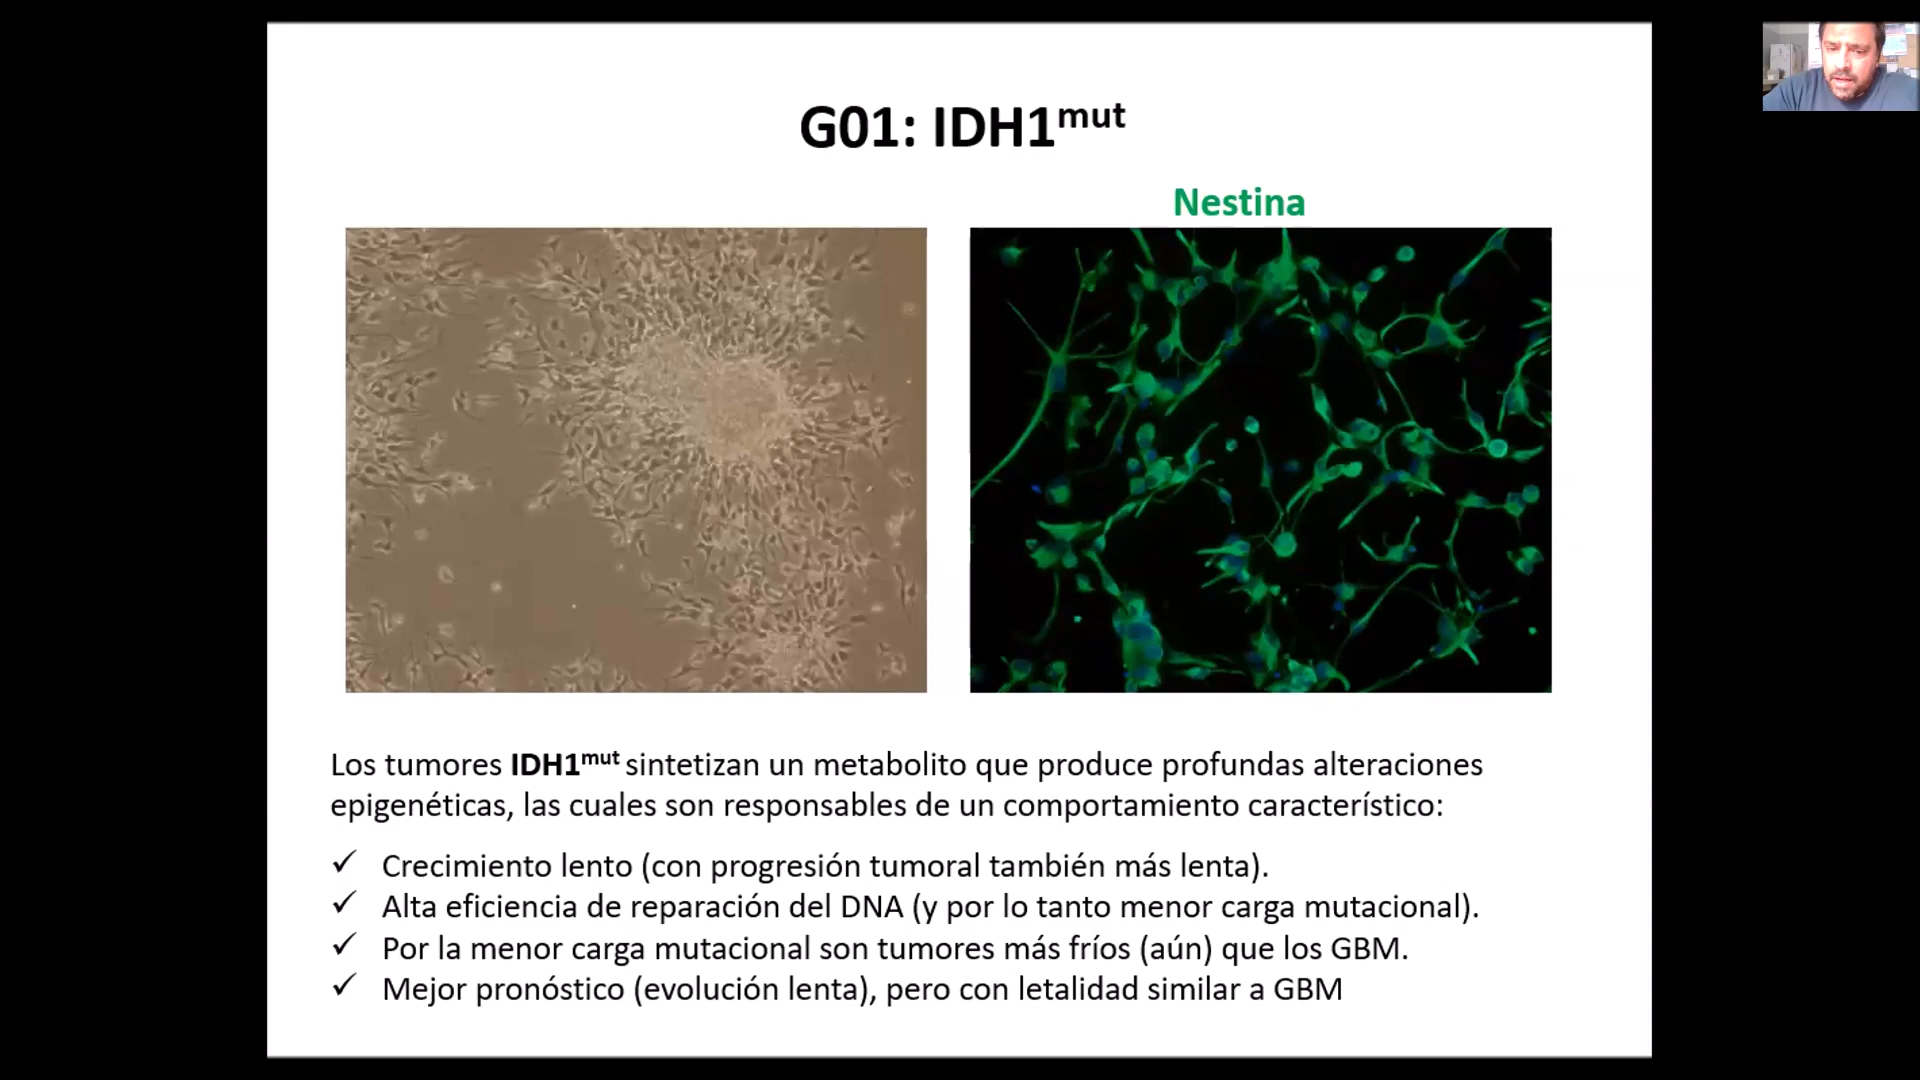 G01: IDH1mut
Nestina
Los tumores IDH1mut sintetizan un metabolito que produce profundas alteraciones
epigenéticas, las cuales son responsables de un comportamiento característico:
✓ Crecimiento lento (con progresión tumoral también más lenta).
✓ Alta eficiencia de reparación del DNA (y por lo tanto menor carga mutacional).
✓ Por la menor carga mutacional son tumores más fríos (aún) que los GBM.
✓ Mejor pronóstico (evolución lenta), pero con letalidad similar a GBM